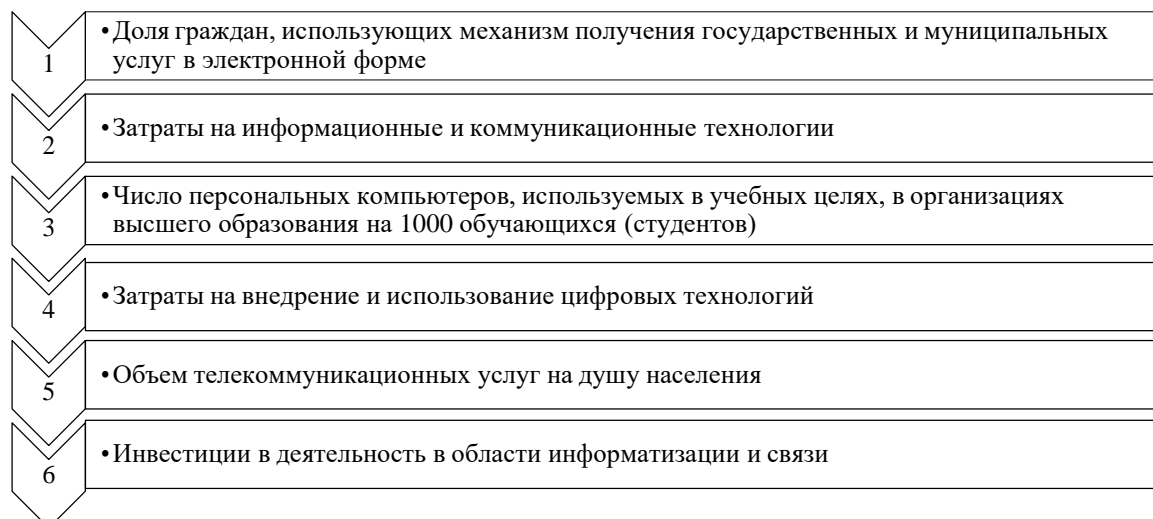 1
•Доля граждан, использующих механизм получения государственных и муниципальных
услуг в электронной форме
2
•Затраты на информационные и коммуникационные технологии
3
•Число персональных компьютеров, используемых в учебных целях, в организациях
высшего образования на 1000 обучающихся (студентов)
4
•Затраты на внедрение и использование цифровых технологий
5
•Объем телекоммуникационных услуг на душу населения
6
•Инвестиции в деятельность в области информатизации и связи